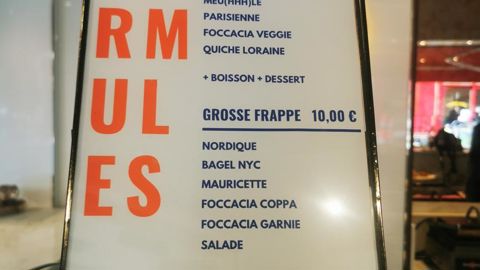 RM
UL
ES
MEU(HHH)LE
PARISIENNE
FOCCACIA VEGGIE
QUICHE LORAINE
+ BOISSON + DESSERT
GROSSE FRAPPE 10,00 €
NORDIQUE
BAGEL NYC
MAURICETTE
FOCCACIA COPPA
FOCCACIA GARNIE
SALADE